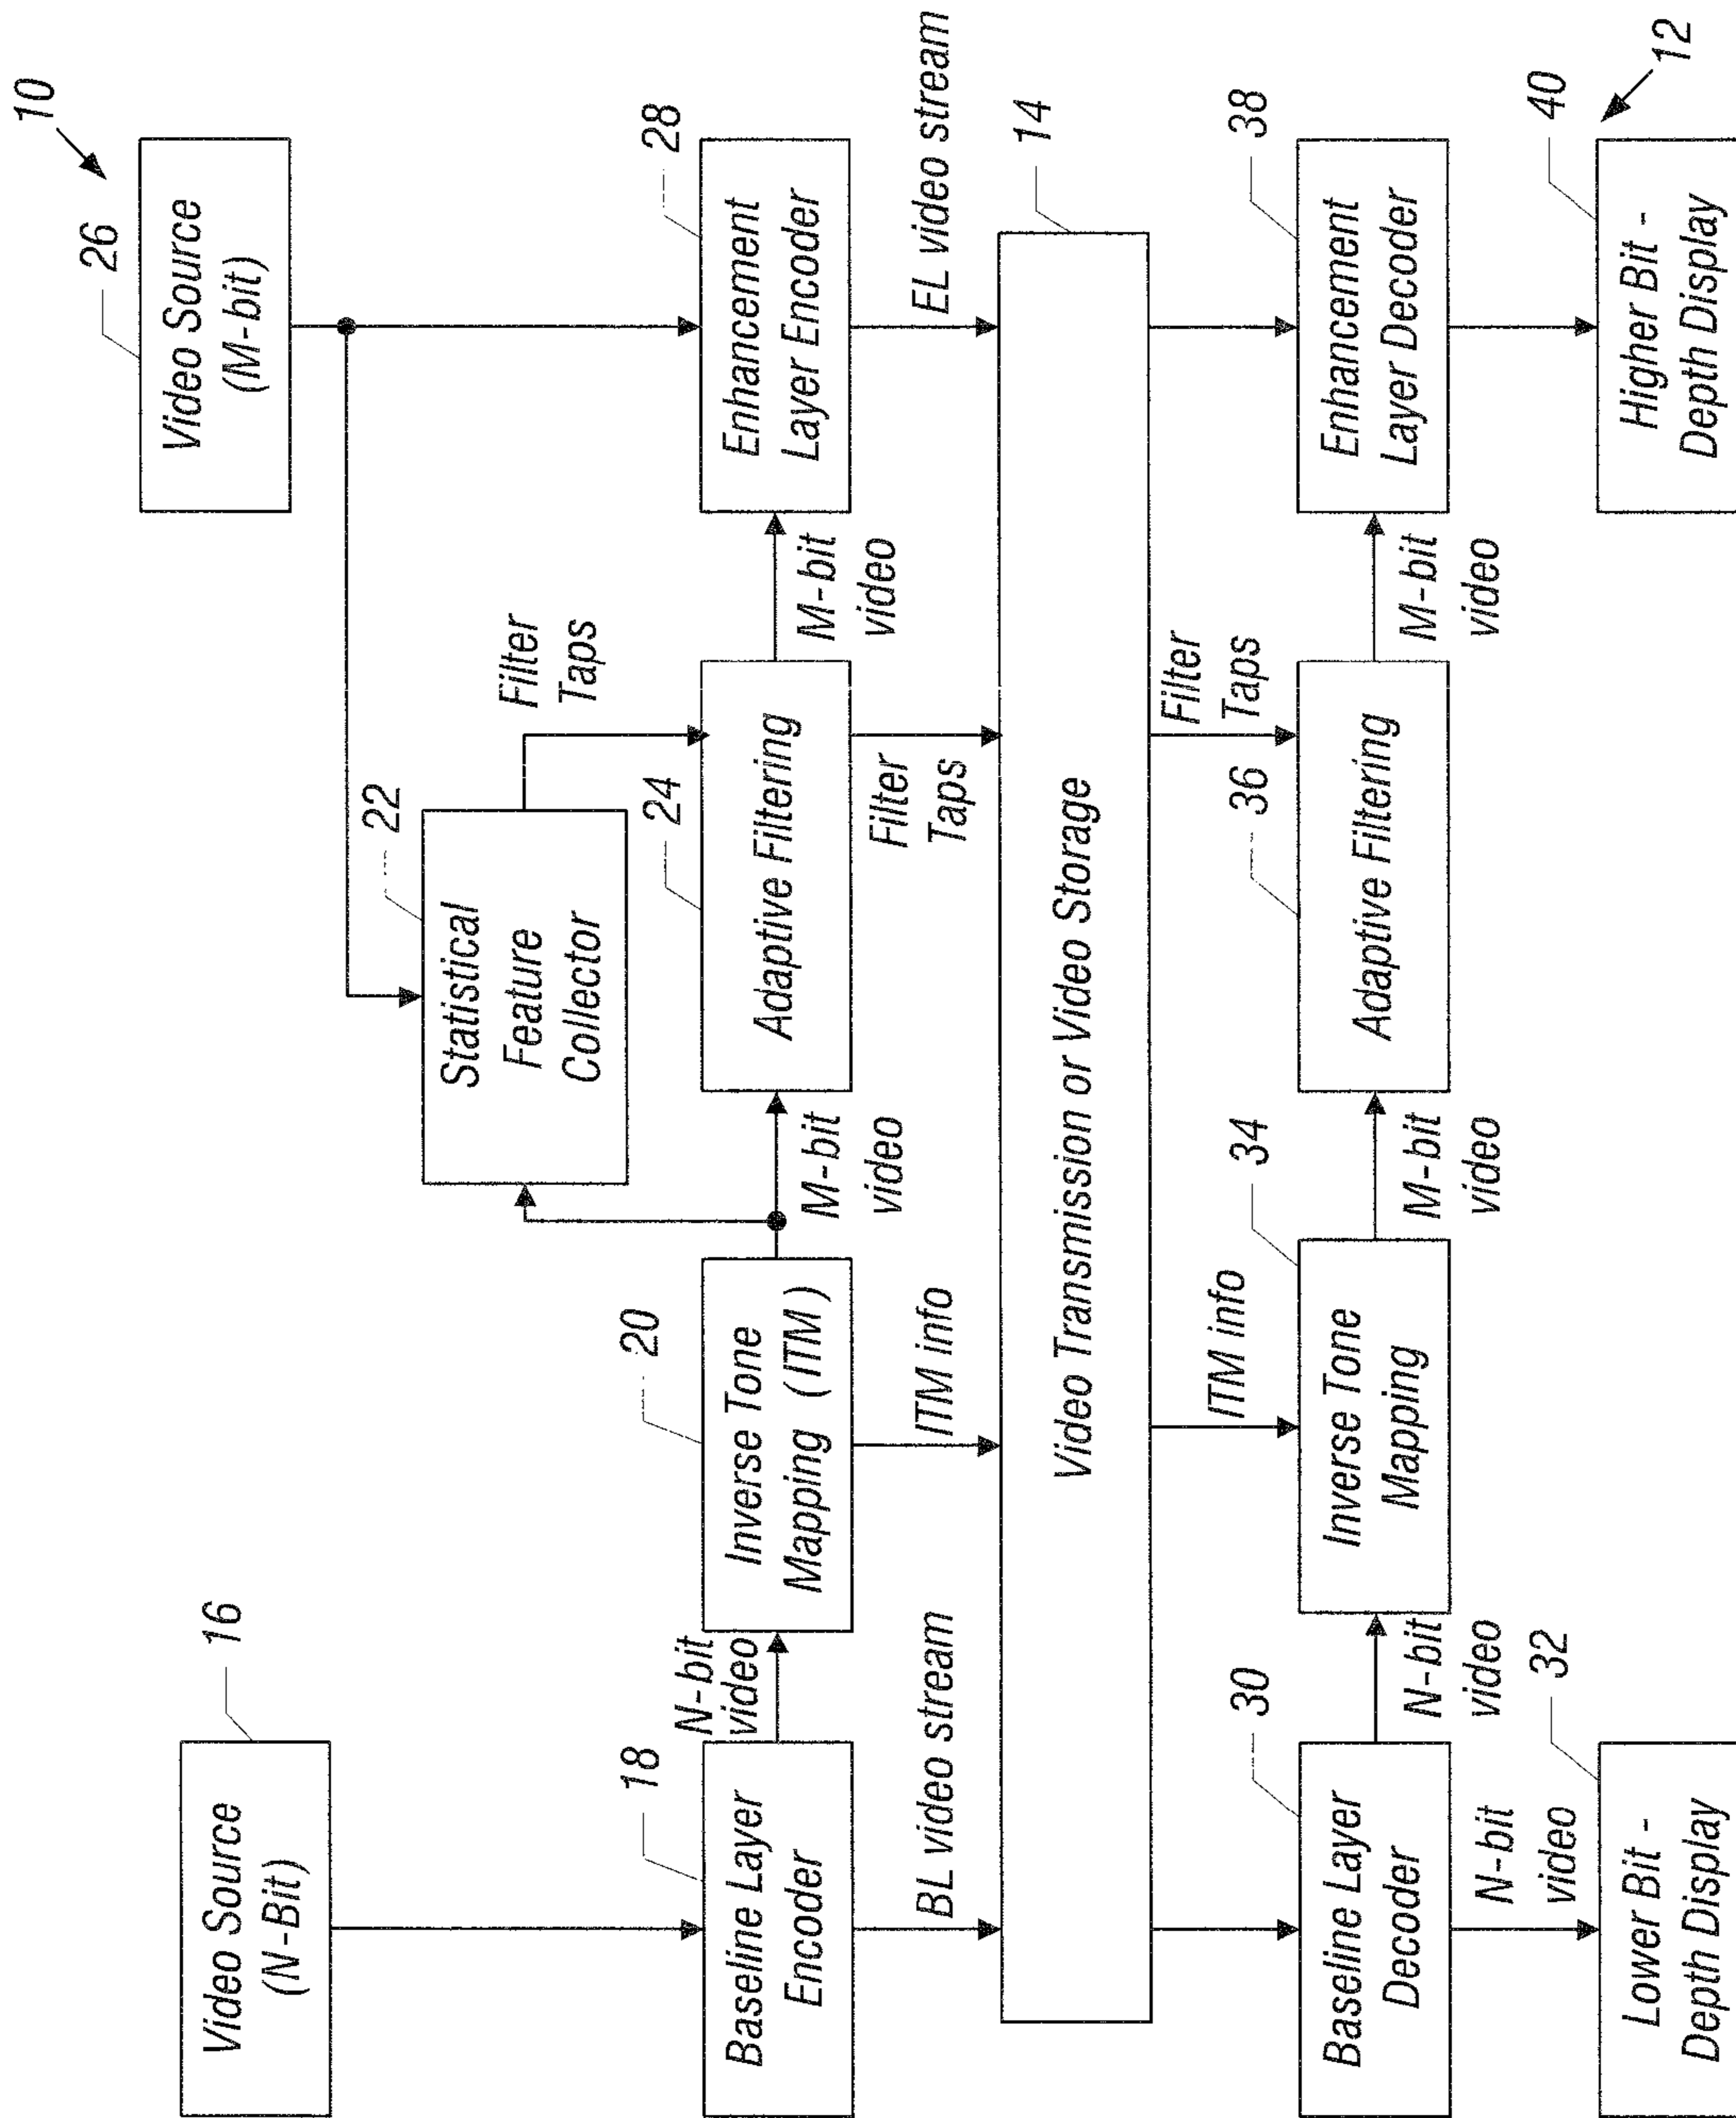 10
26
Video Source
(M-bit)
16
Video Source
(N-Bit)
22
Statistical
Feature
Collector
Filter
Taps
18
Baseline Layer
Encoder
N-bit
video
20
Inverse Tone
Mapping (ITM)
M-bit
video
24
Adaptive Filtering
M-bit
video
28
Enhancement
Layer Encoder
BL video stream
ITM info
Filter
Taps
EL video stream
14
Video Transmission or Video Storage
ITM info
Filter
Taps
30
Baseline Layer
Decoder
N-bit
video
34
Inverse Tone
Mapping
M-bit
video
36
Adaptive Filtering
M-bit
video
38
Enhancement
Layer Decoder
N-bit
video
32
Lower Bit -
Depth Display
40
Higher Bit -
Depth Display
12